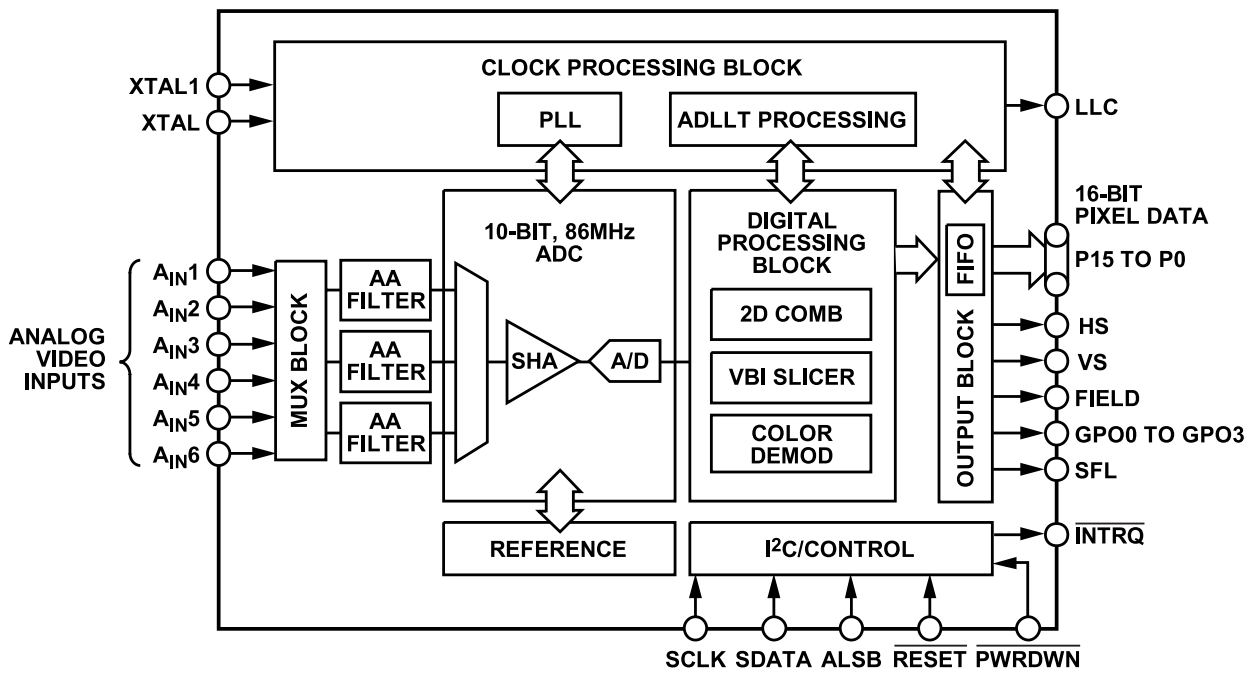 CLOCK PROCESSING BLOCK
XTAL1
XTAL
PLL
ADLLT PROCESSING
LLC
16-BIT
PIXEL DATA
P15 TO P0
10-BIT, 86MHz
ADC
DIGITAL
PROCESSING
BLOCK
FIFO
OUTPUT BLOCK
ANALOG
VIDEO
INPUTS
AIN1
AIN2
AIN3
AIN4
AIN5
AIN6
MUX BLOCK
AA
FILTER
AA
FILTER
AA
FILTER
SHA
A/D
2D COMB
VBI SLICER
COLOR
DEMOD
HS
VS
FIELD
GPO0 TO GPO3
SFL
REFERENCE
I2C/CONTROL
INTRQ
SCLK
SDATA
ALSB
RESET
PWRDWN